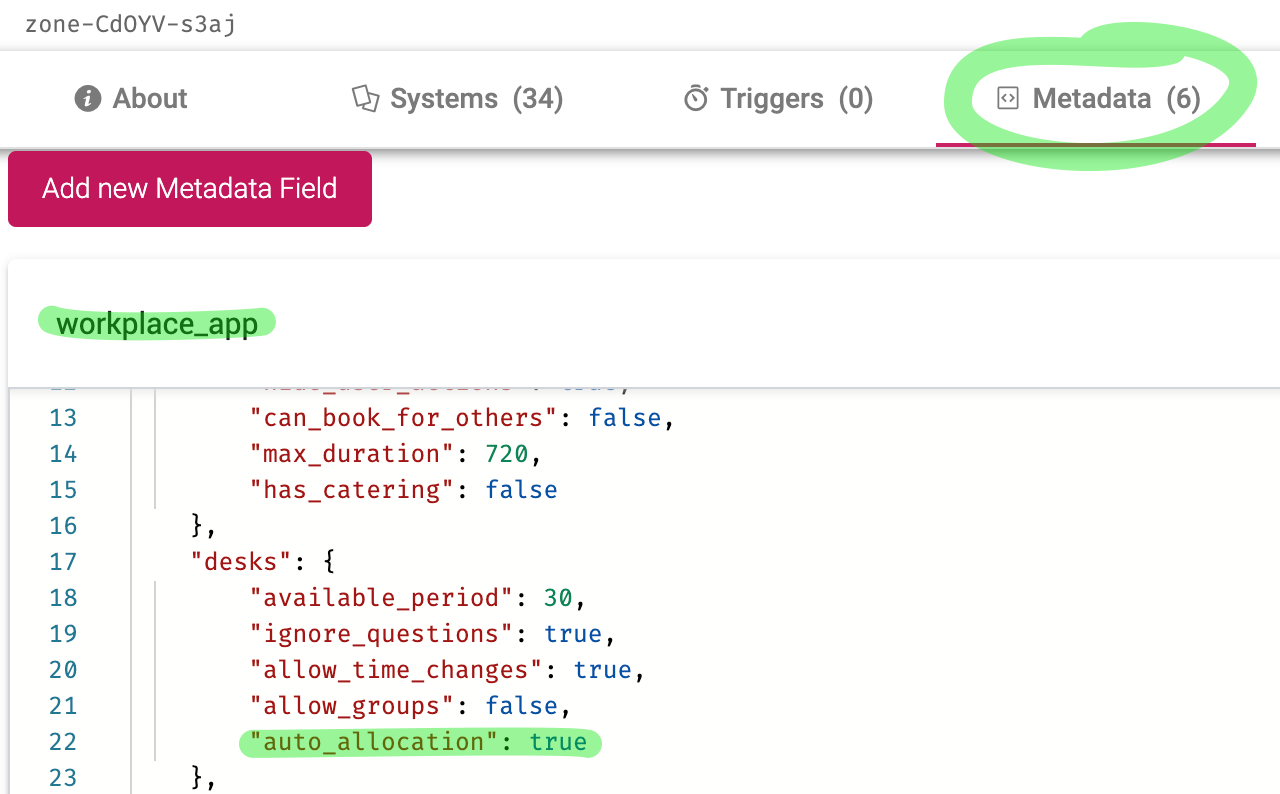 zone-CdOYV-s3aj
About Systems (34) Triggers (0) Metadata (6)
Add new Metadata Field
workplace_app
13 "can_book_for_others": false,
14 "max_duration": 720,
15 "has_catering": false
16 },
17 "desks": {
18 "available_period": 30,
19 "ignore_questions": true,
20 "allow_time_changes": true,
21 "allow_groups": false,
22 "auto_allocation": true
23 },